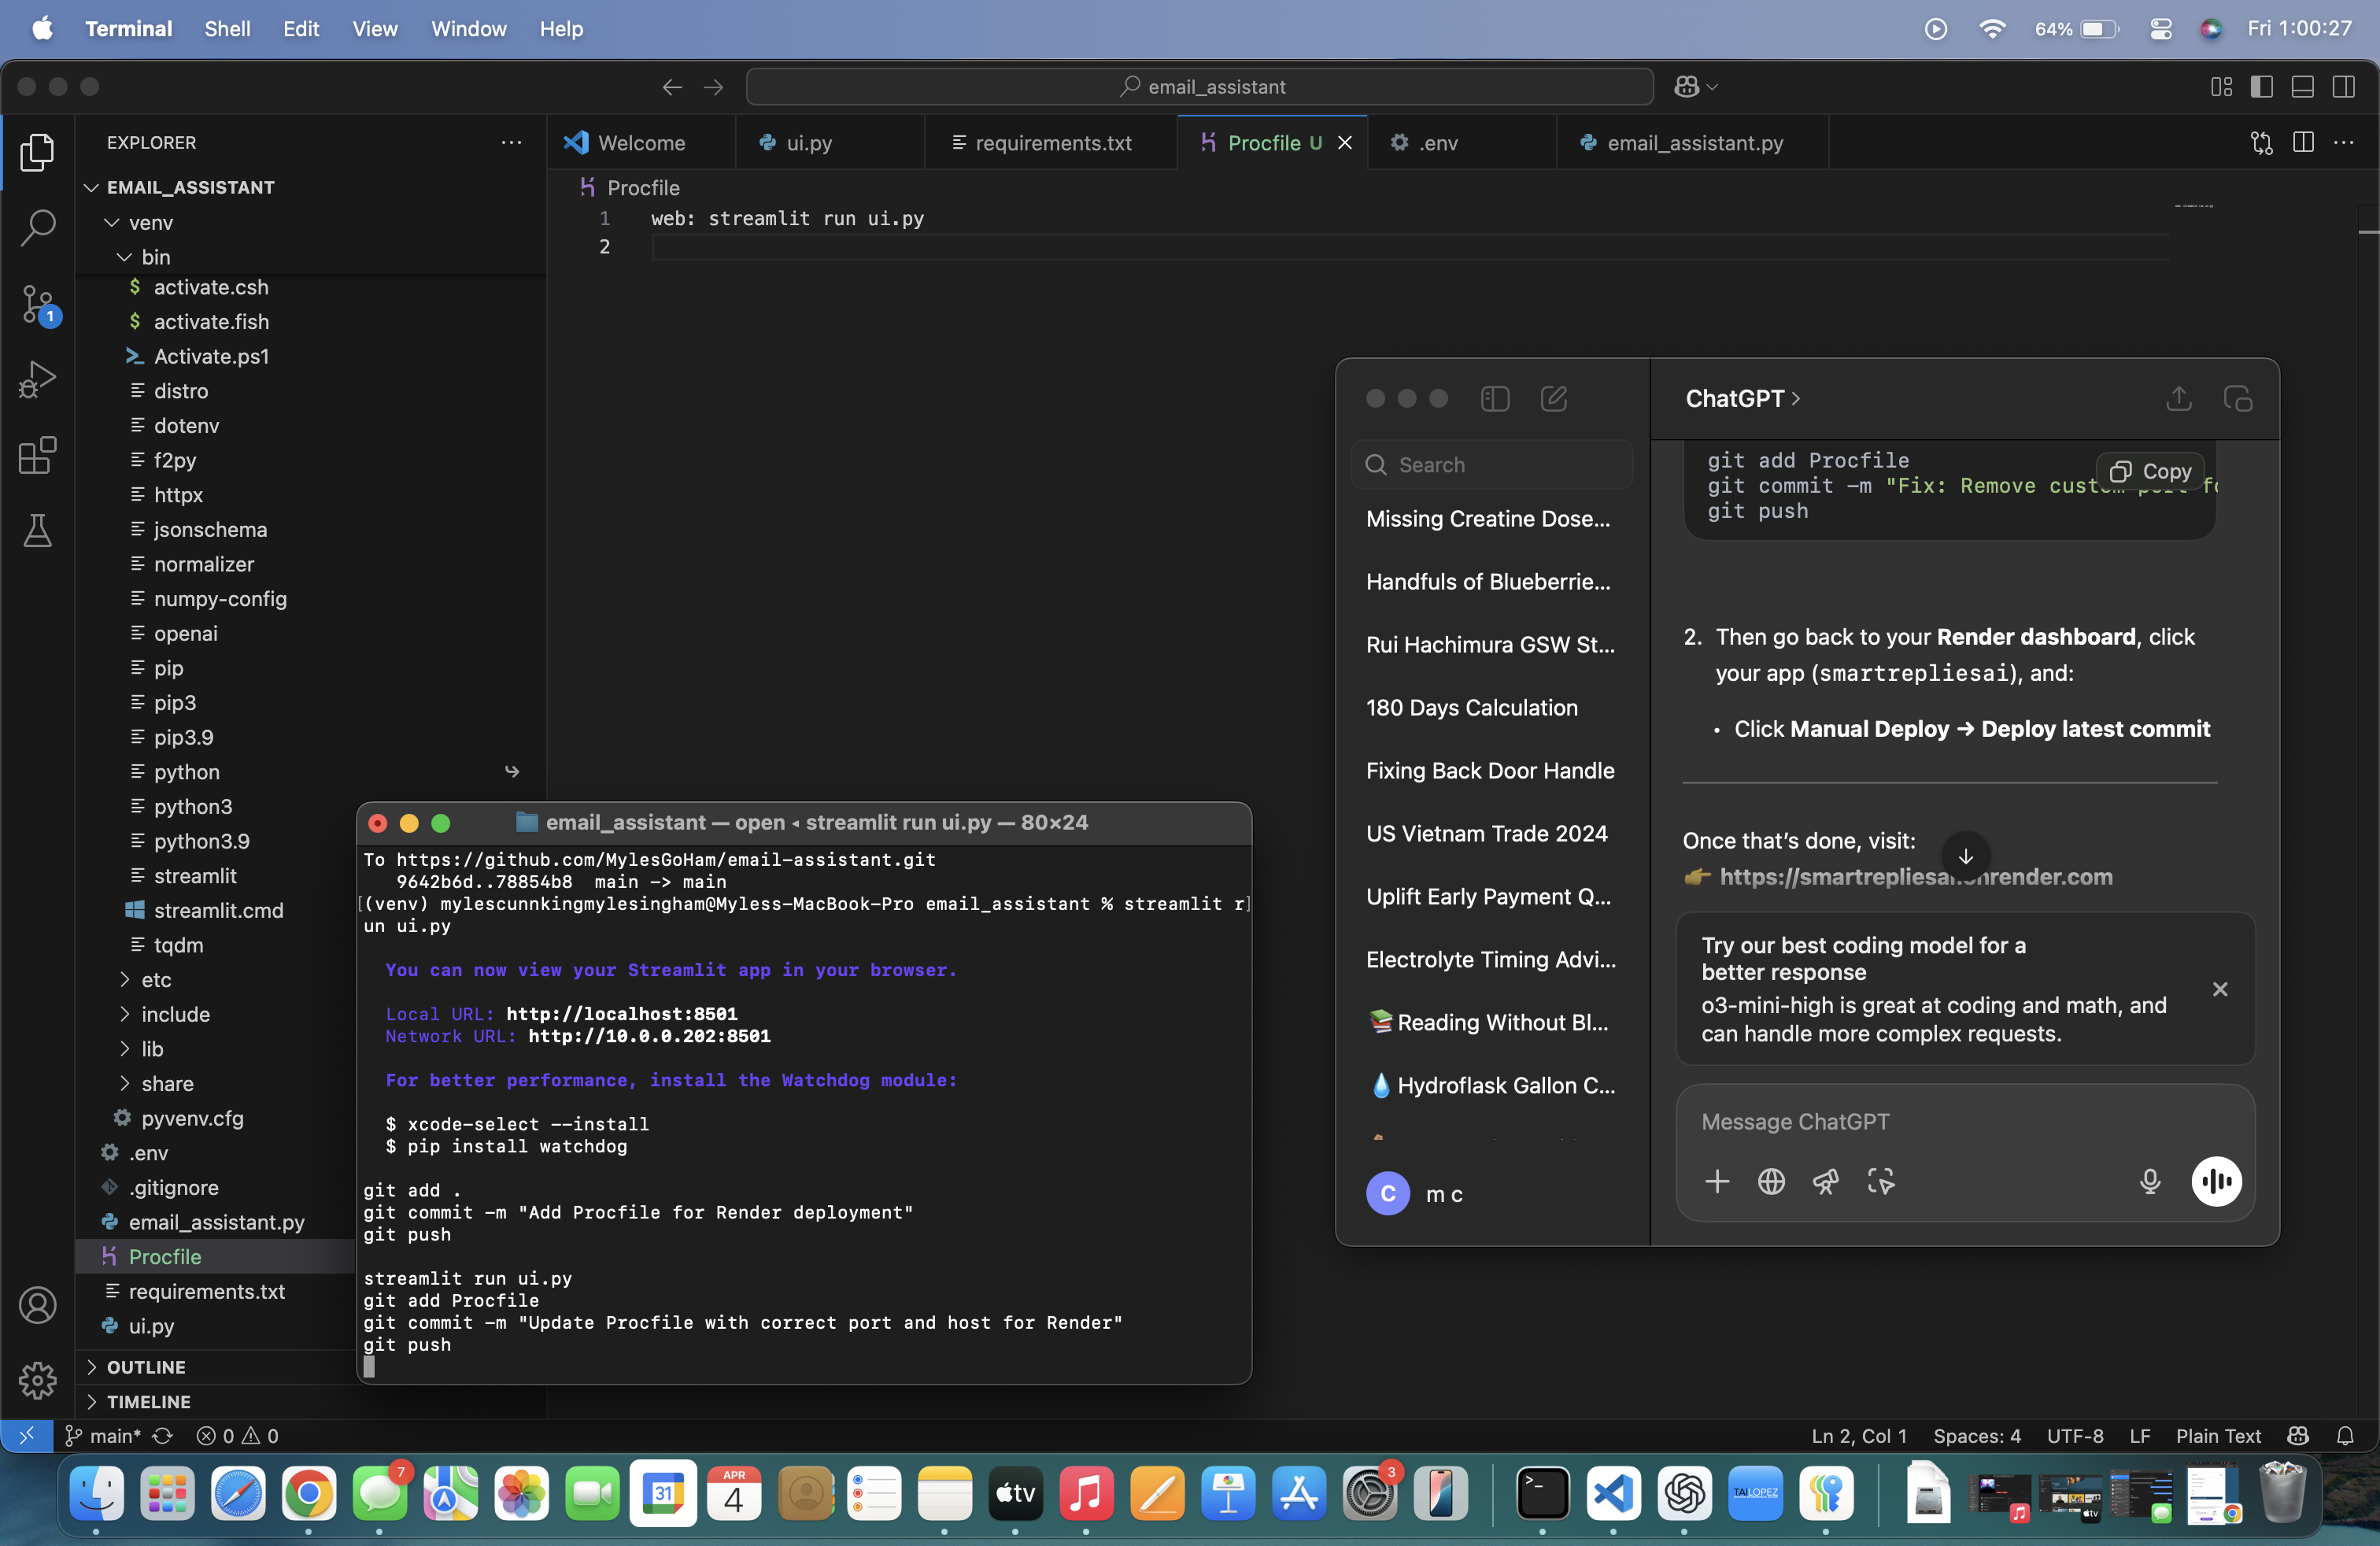 Terminal Shell Edit View Window Help
64% Fri 1:00:27
email_assistant
EXPLORER
Welcome
ui.py
requirements.txt
Procfile U
.env
email_assistant.py
EMAIL_ASSISTANT
venv
bin
activate.csh
activate.fish
Activate.ps1
distro
dotenv
f2py
httpx
jsonschema
normalizer
numpy-config
openai
pip
pip3
pip3.9
python
python3
python3.9
streamlit
streamlit.cmd
tqdm
etc
include
lib
share
pyvenv.cfg
.env
.gitignore
email_assistant.py
Procfile
requirements.txt
ui.py
OUTLINE
TIMELINE
1
Procfile
1 web: streamlit run ui.py
2
email_assistant — open ◂ streamlit run ui.py — 80×24
To https://github.com/MylesGoHam/email-assistant.git
9642b6d..78854b8 main -> main
[(venv) mylescunnkingmylesingham@Myless-MacBook-Pro email_assistant % streamlit r]
un ui.py
You can now view your Streamlit app in your browser.
Local URL: http://localhost:8501
Network URL: http://10.0.0.202:8501
For better performance, install the Watchdog module:
$ xcode-select --install
$ pip install watchdog
git add .
git commit -m "Add Procfile for Render deployment"
git push
streamlit run ui.py
git add Procfile
git commit -m "Update Procfile with correct port and host for Render"
git push
Search
Missing Creatine Dose...
Handfuls of Blueberrie...
Rui Hachimura GSW St...
180 Days Calculation
Fixing Back Door Handle
US Vietnam Trade 2024
Uplift Early Payment Q...
Electrolyte Timing Advi...
📚Reading Without Bl...
💧Hydroflask Gallon C...
C m c
ChatGPT >
git add Procfile
Copy
git commit -m "Fix: Remove custom port fo
git push
2. Then go back to your Render dashboard, click
your app (smartrepliesai), and:
• Click Manual Deploy → Deploy latest commit
Once that's done, visit:
👉 https://smartrepliesai.onrender.com
Try our best coding model for a
better response
o3-mini-high is great at coding and math, and
can handle more complex requests.
Message ChatGPT
main* 0 0
Ln 2, Col 1 Spaces: 4 UTF-8 LF Plain Text
7
31
APR
4
tv
3
TAI LOPEZ